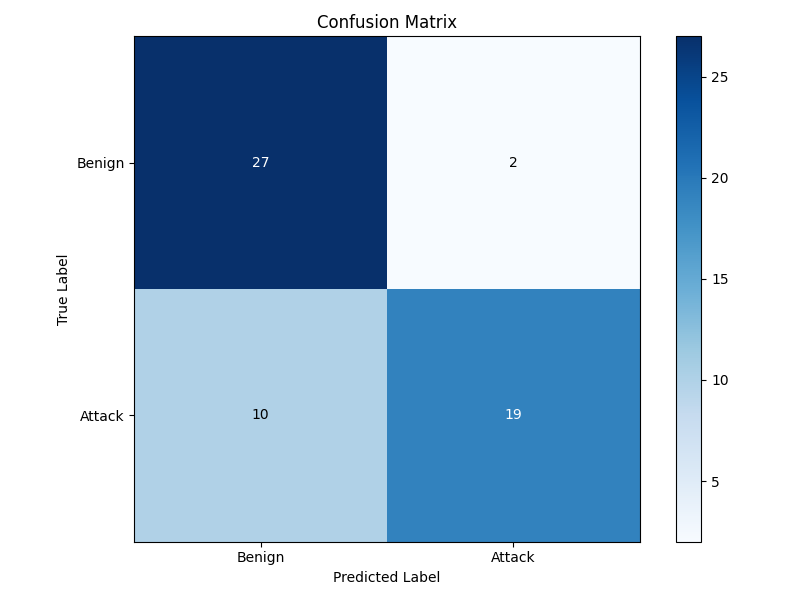 Confusion Matrix
True Label
Benign
27
2
Attack
10
19
Benign
Attack
Predicted Label
25
20
15
10
5